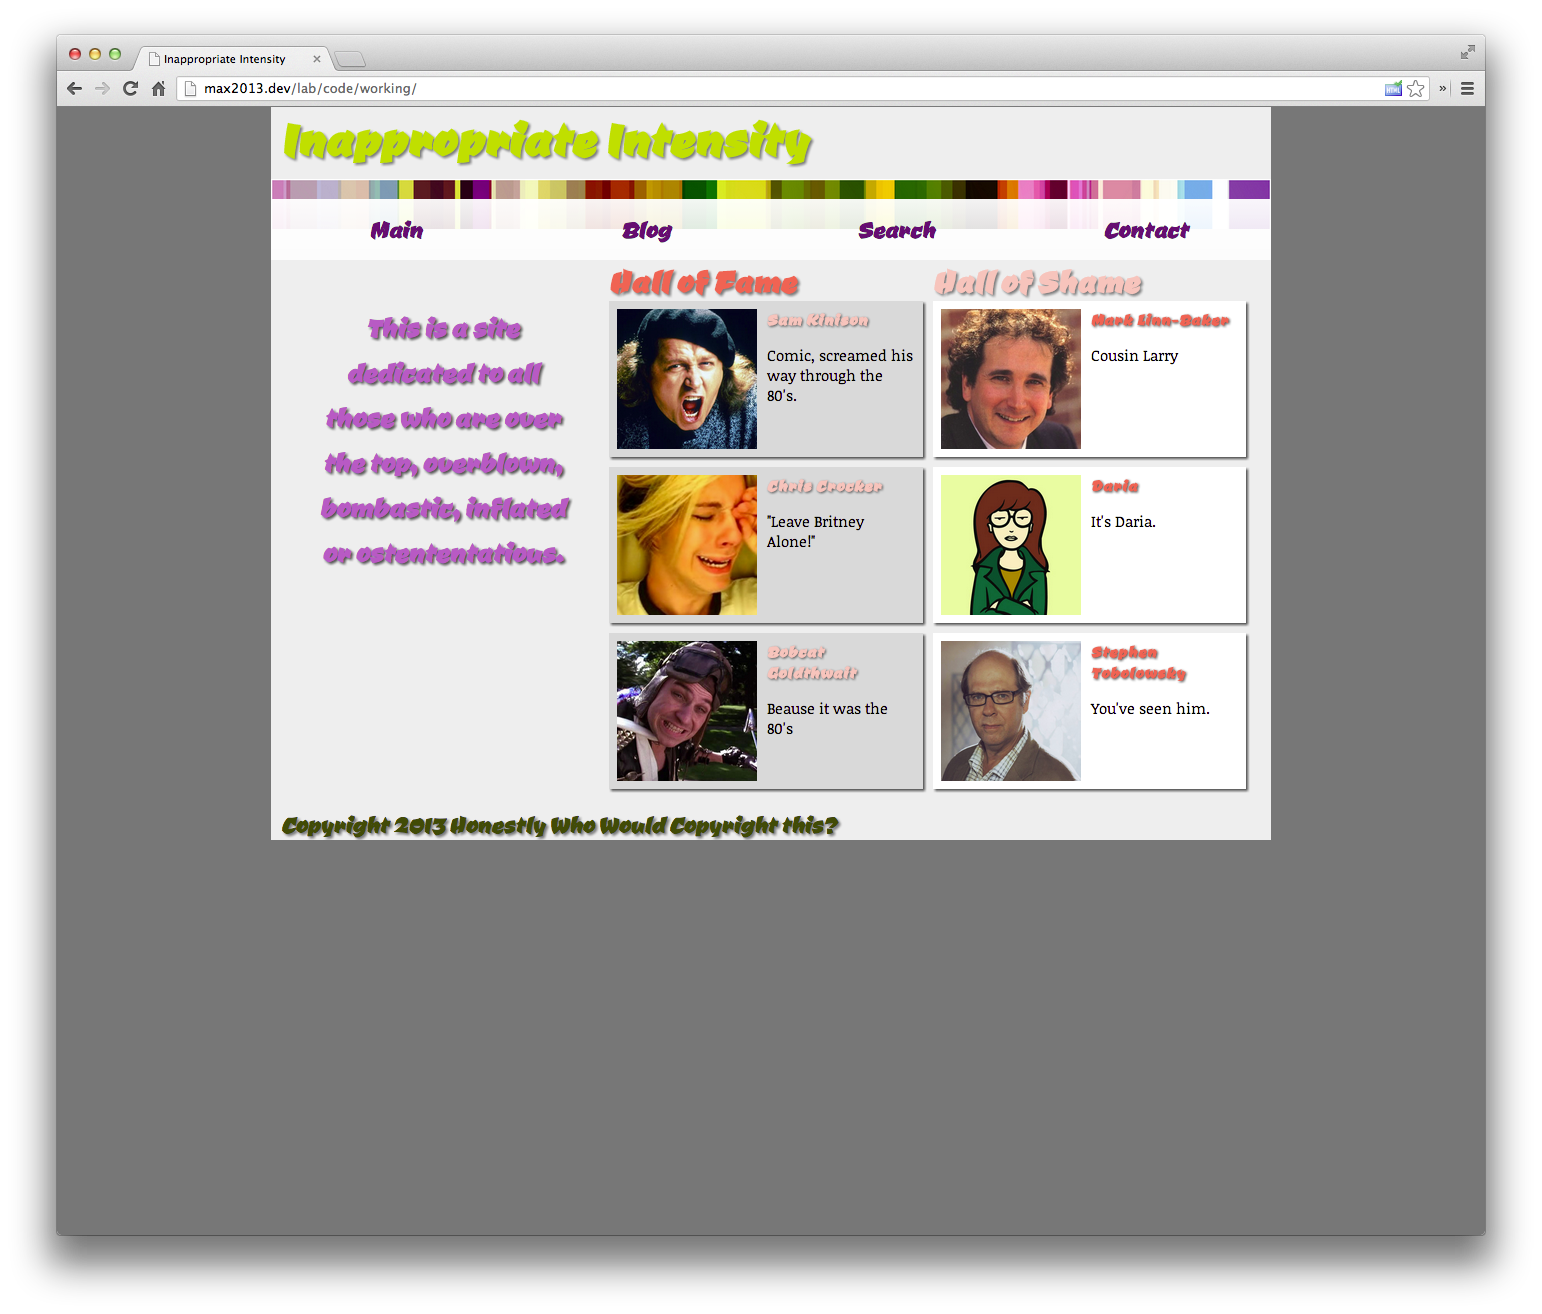 Inappropriate Intensity
max2013.dev/lab/code/working/
HTML
»
Inappropriate Intensity
Main Blog Search Contact
This is a site
dedicated to all
those who are over
the top, overblown,
bombastic, inflated
or ostententatious.
Hall of Fame
Sam Kinison
Comic, screamed his
way through the
80's.
Chris Crocker
"Leave Britney
Alone!"
Bobcat
Goldthwait
Beause it was the
80's
Hall of Shame
Mark Linn-Baker
Cousin Larry
Daria
It's Daria.
Stephen
Tobolowsky
You've seen him.
Copyright 2013 Honestly Who Would Copyright this?